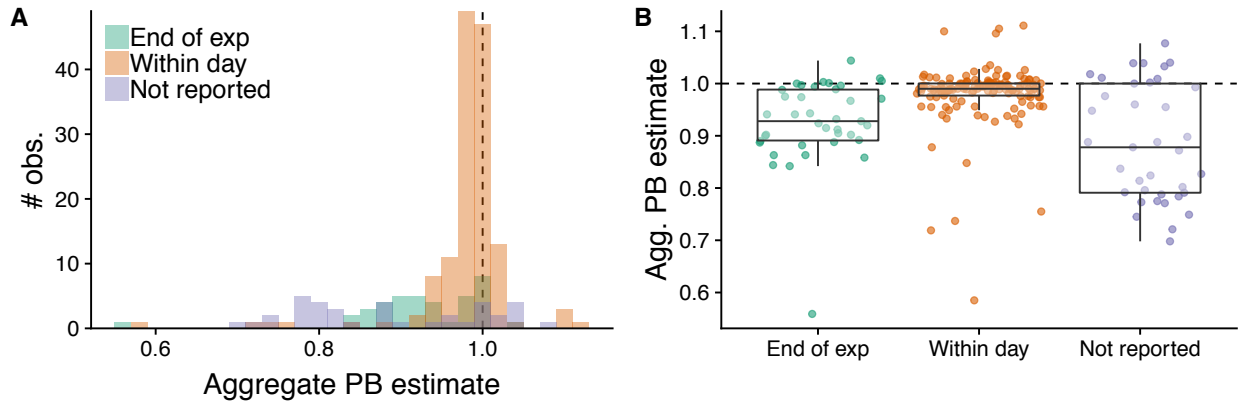 A
End of exp
Within day
Not reported
# obs.
40
30
20
10
0
0.6
0.8
1.0
Aggregate PB estimate
B
Agg. PB estimate
1.1
1.0
0.9
0.8
0.7
0.6
End of exp
Within day
Not reported